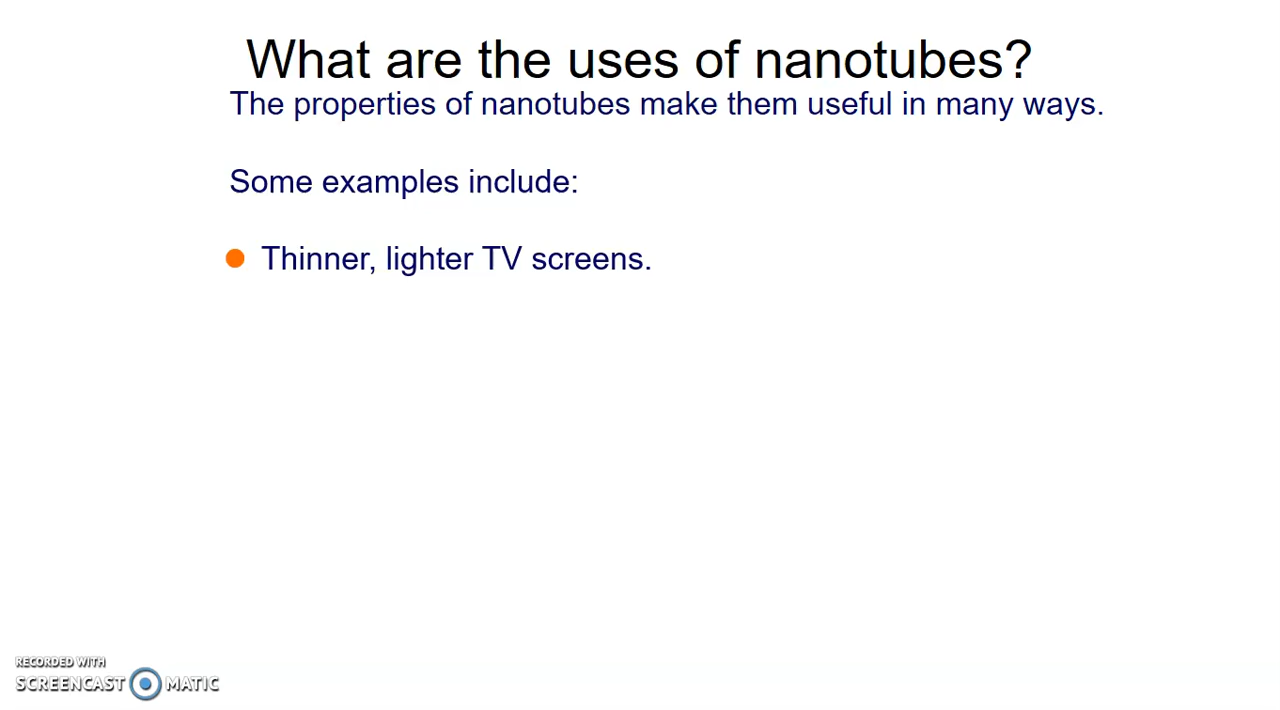 What are the uses of nanotubes?
The properties of nanotubes make them useful in many ways.
Some examples include:
Thinner, lighter TV screens.
RECORDED WITH
SCREENCAST MATIC